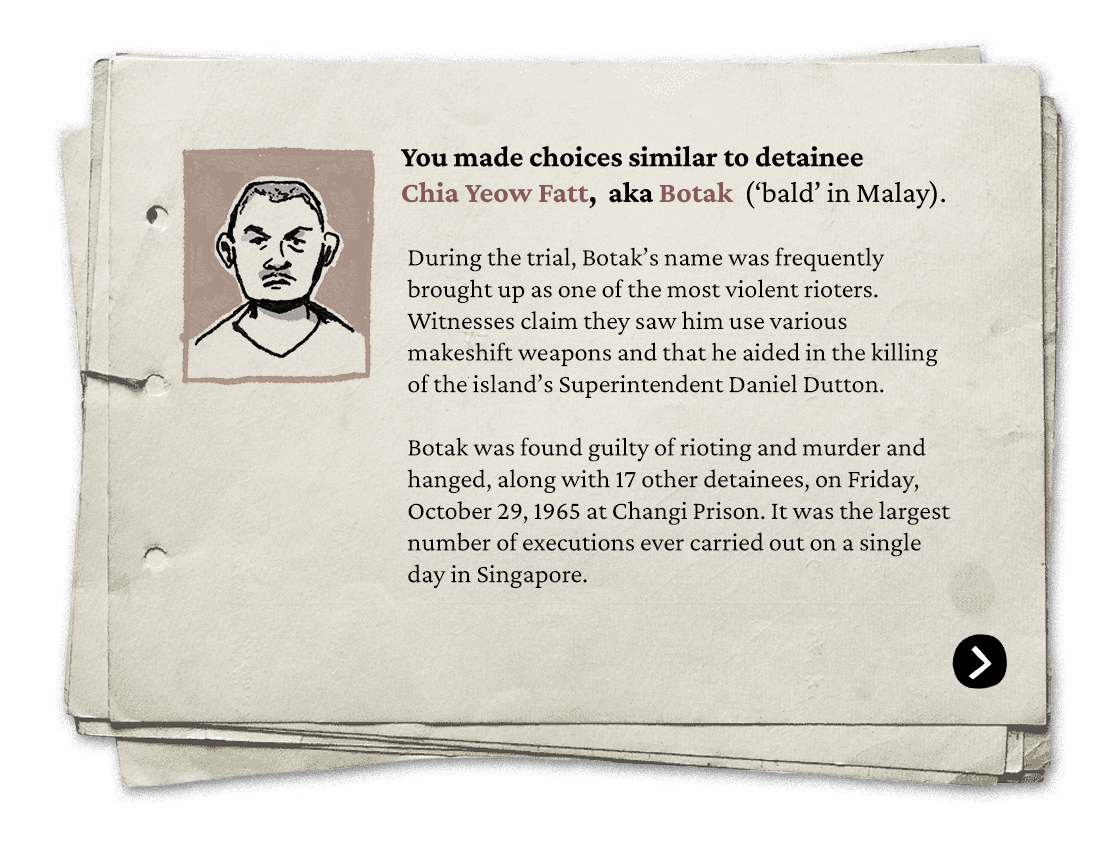 You made choices similar to detainee
Chia Yeow Fatt, aka Botak (‘bald’ in Malay).
During the trial, Botak’s name was frequently
brought up as one of the most violent rioters.
Witnesses claim they saw him use various
makeshift weapons and that he aided in the killing
of the island’s Superintendent Daniel Dutton.
Botak was found guilty of rioting and murder and
hanged, along with 17 other detainees, on Friday,
October 29, 1965 at Changi Prison. It was the largest
number of executions ever carried out on a single
day in Singapore.